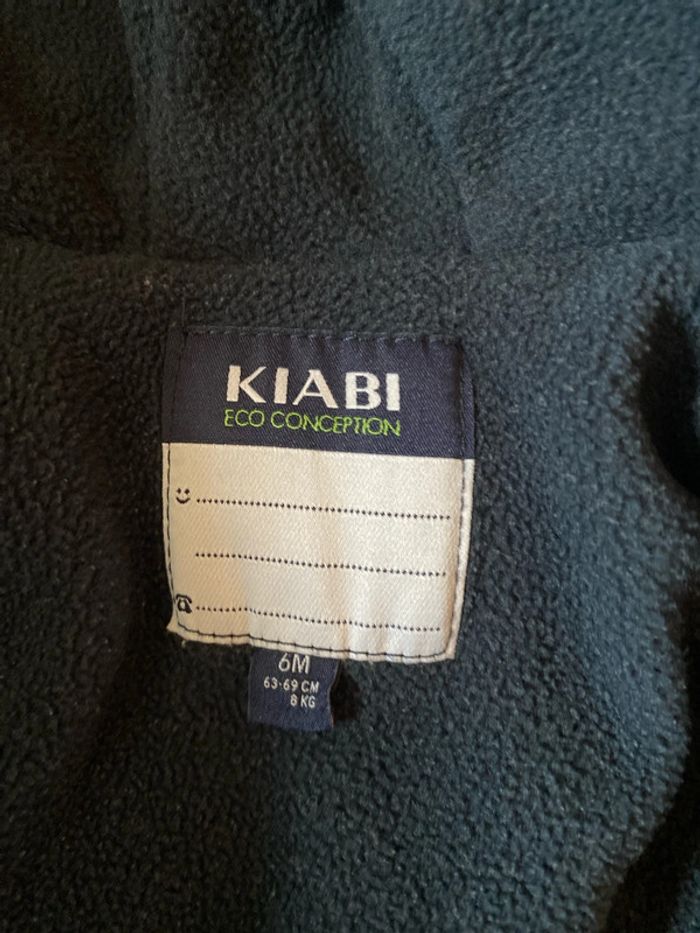 KIABI
ECO CONCEPTION
6M
63-69 CM
8 KG